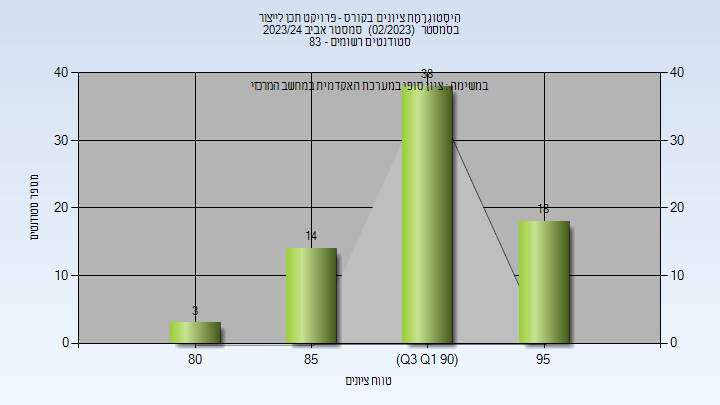 היסטוגרמת ציונים בקורס - פרויקט תכן לייצור
בסמסטר (02/2023) סמסטר אביב 2023/24
סטודנטים רשומים - 83
במשימה: ציון סופי במערכת האקדמית במחשב המרכזי
מספר סטודנטים
40
30
20
10
0
40
30
20
10
0
3
14
38
18
80
85
(Q3 Q1 90)
95
טווח ציונים